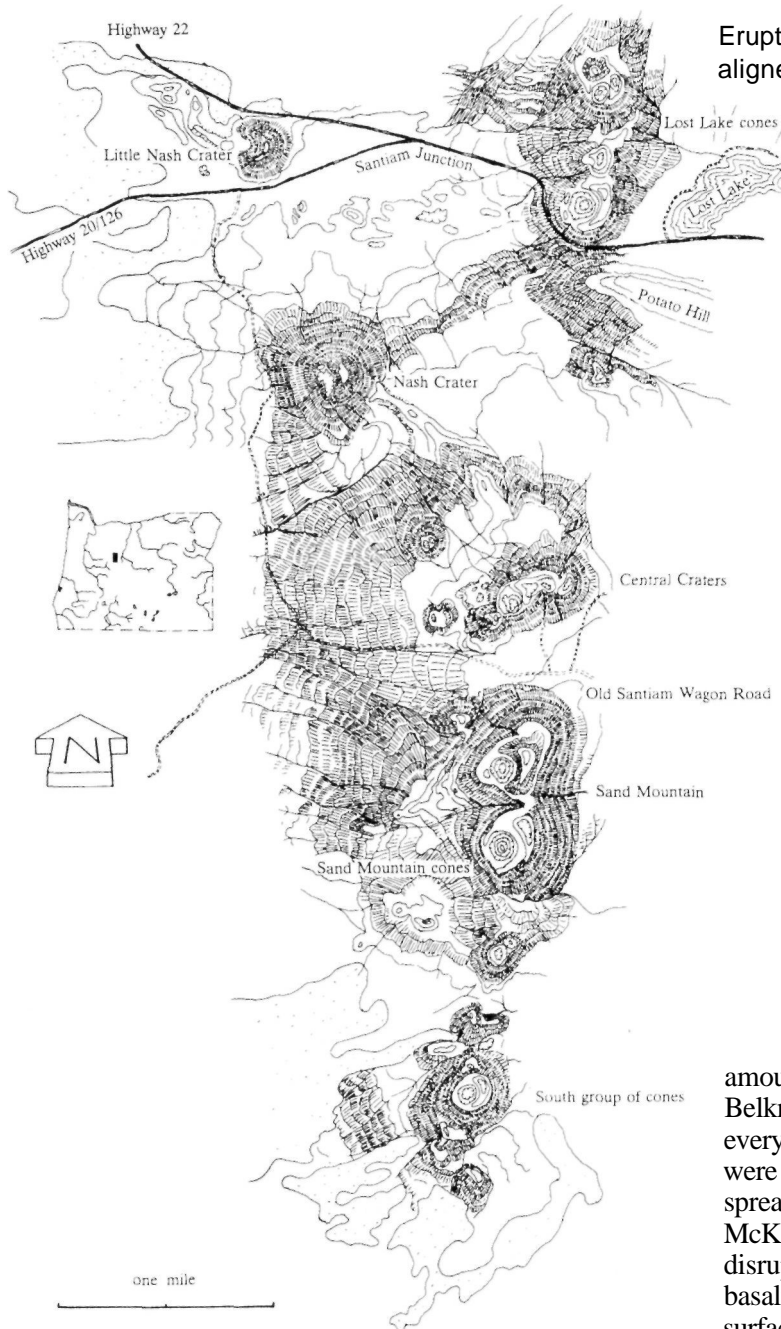 Highway 22
Erupt
aligne
Lost Lake cones
Little Nash Crater
Santiam Junction
Lost Lake
Highway 20/126
Potato Hill
Nash Crater
Central Craters
N
Old Santiam Wagon Road
Sand Mountain
Sand Mountain cones
South group of cones
one mile
amou
Belkn
every
were
sprea
McK
disru
basal
surfac